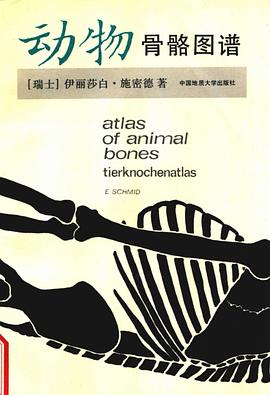 动物 骨骼图谱
[瑞士] 伊丽莎白·施密德 著
中国地质大学出版社
atlas
of animal
bones
tierknochenatlas
E. SCHMID